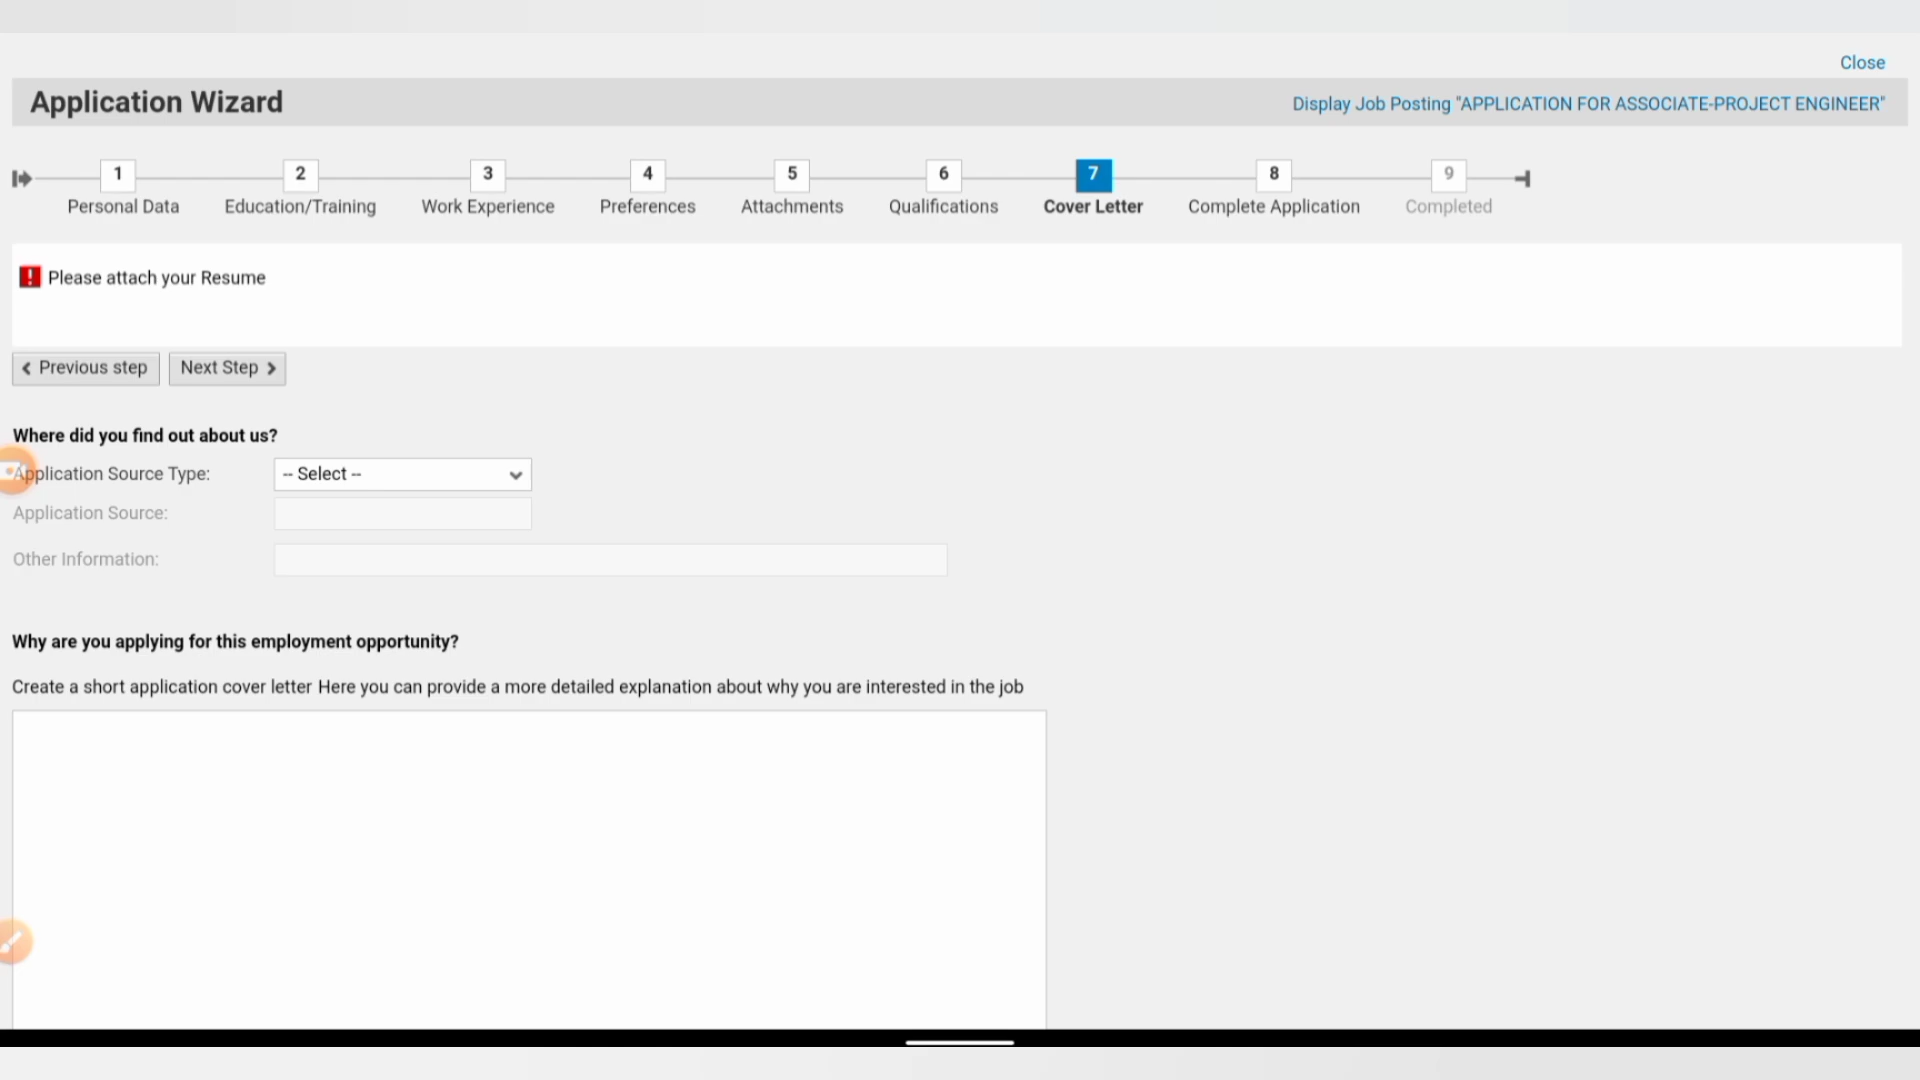 Close
Application Wizard
Display Job Posting "APPLICATION FOR ASSOCIATE-PROJECT ENGINEER"
1 2 3 4 5 6 7 8 9
Personal Data Education/Training Work Experience Preferences Attachments Qualifications Cover Letter Complete Application Completed
! Please attach your Resume
Previous step Next Step
Where did you find out about us?
Application Source Type: -- Select --
Application Source:
Other Information:
Why are you applying for this employment opportunity?
Create a short application cover letter Here you can provide a more detailed explanation about why you are interested in the job